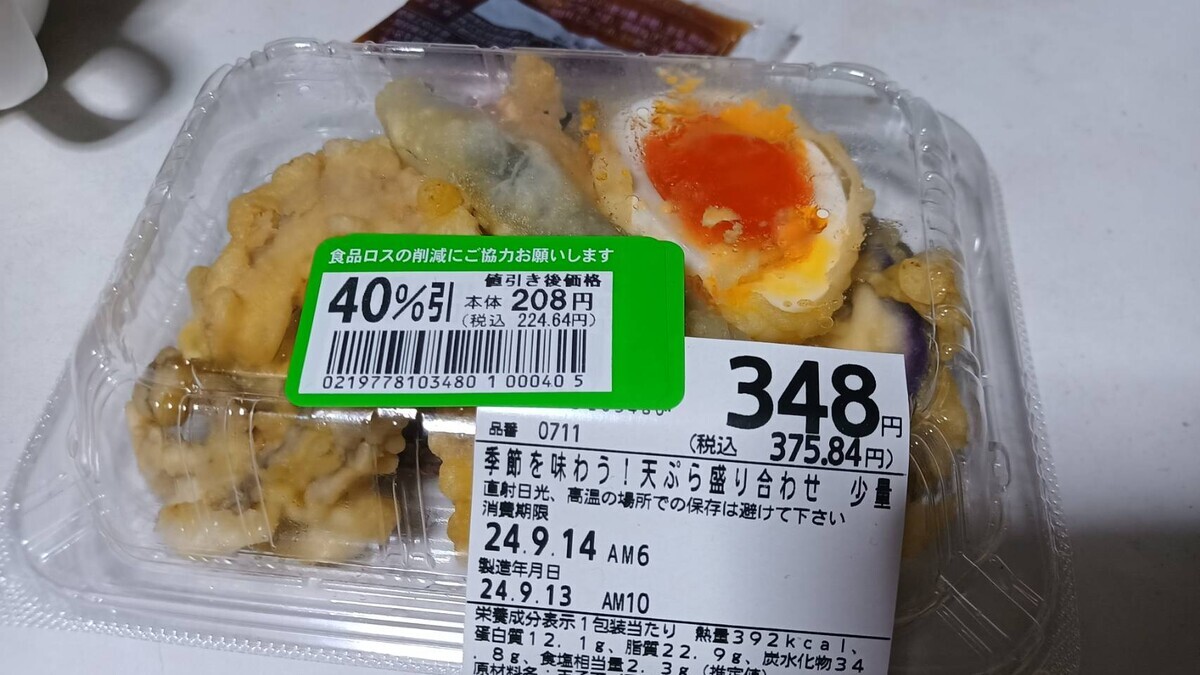 食品ロスの削減にご協力お願いします
40%引
値引き後価格
本体 208円
(税込 224.64円)
0219778103480 1 00040 5
348円
(税込 375.84円)
品番 0711
季節を味わう!天ぷら盛り合わせ 少量
直射日光、高温の場所での保存は避けて下さい
消費期限
24.9.14 AM6
製造年月日
24.9.13 AM10
栄養成分表示1包装当たり 熱量392kcal、
蛋白質12.1g、脂質22.9g、炭水化物34
.8g、食塩相当量2.3g(推定値)
原材料名: